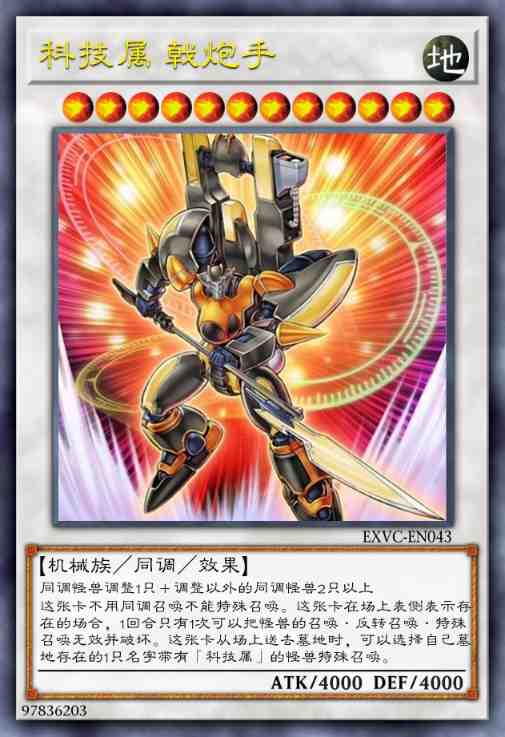 科技属 戟炮手
地
EXVC-EN043
【机械族／同调／效果】
同调怪兽调整1只＋调整以外的同调怪兽2只以上
这张卡不用同调召唤不能特殊召唤。这张卡在场上表侧表示存
在的场合，1回合只有1次可以把怪兽的召唤·反转召唤·特殊
召唤无效并破坏。这张卡从场上送去墓地时，可以选择自己墓
地存在的1只名字带有「科技属」的怪兽特殊召唤。
ATK/4000 DEF/4000
97836203